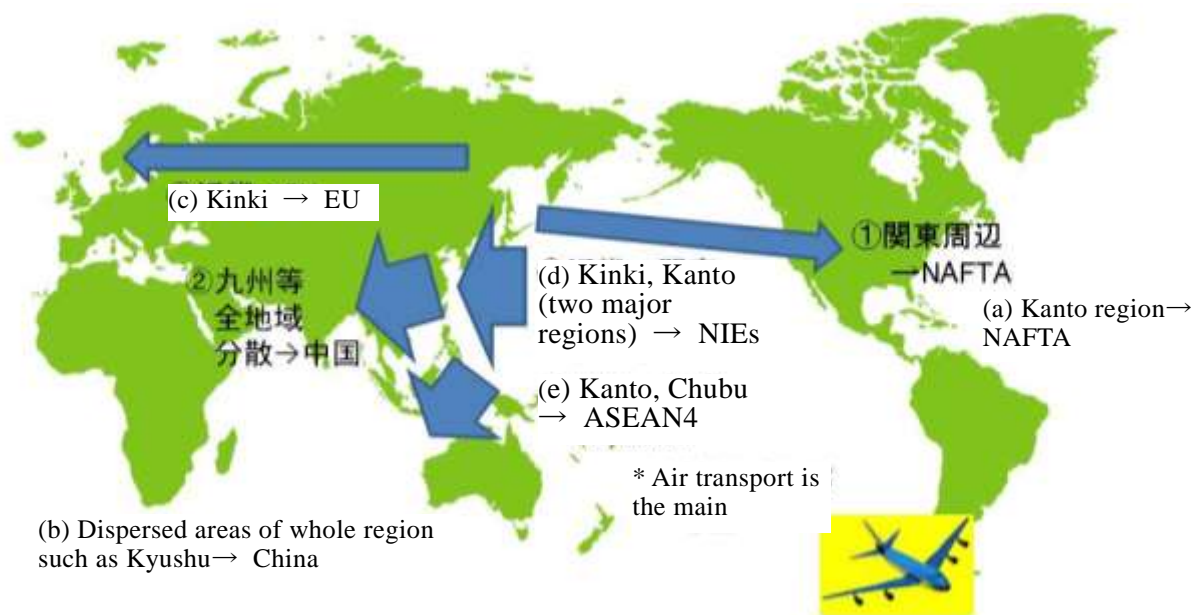 (c) Kinki → EU
①関東周辺
→NAFTA
(a) Kanto region→
NAFTA
②九州等
全地域
分散→中国
(d) Kinki, Kanto
(two major
regions) → NIEs
(e) Kanto, Chubu
→ ASEAN4
* Air transport is
the main
(b) Dispersed areas of whole region
such as Kyushu→ China